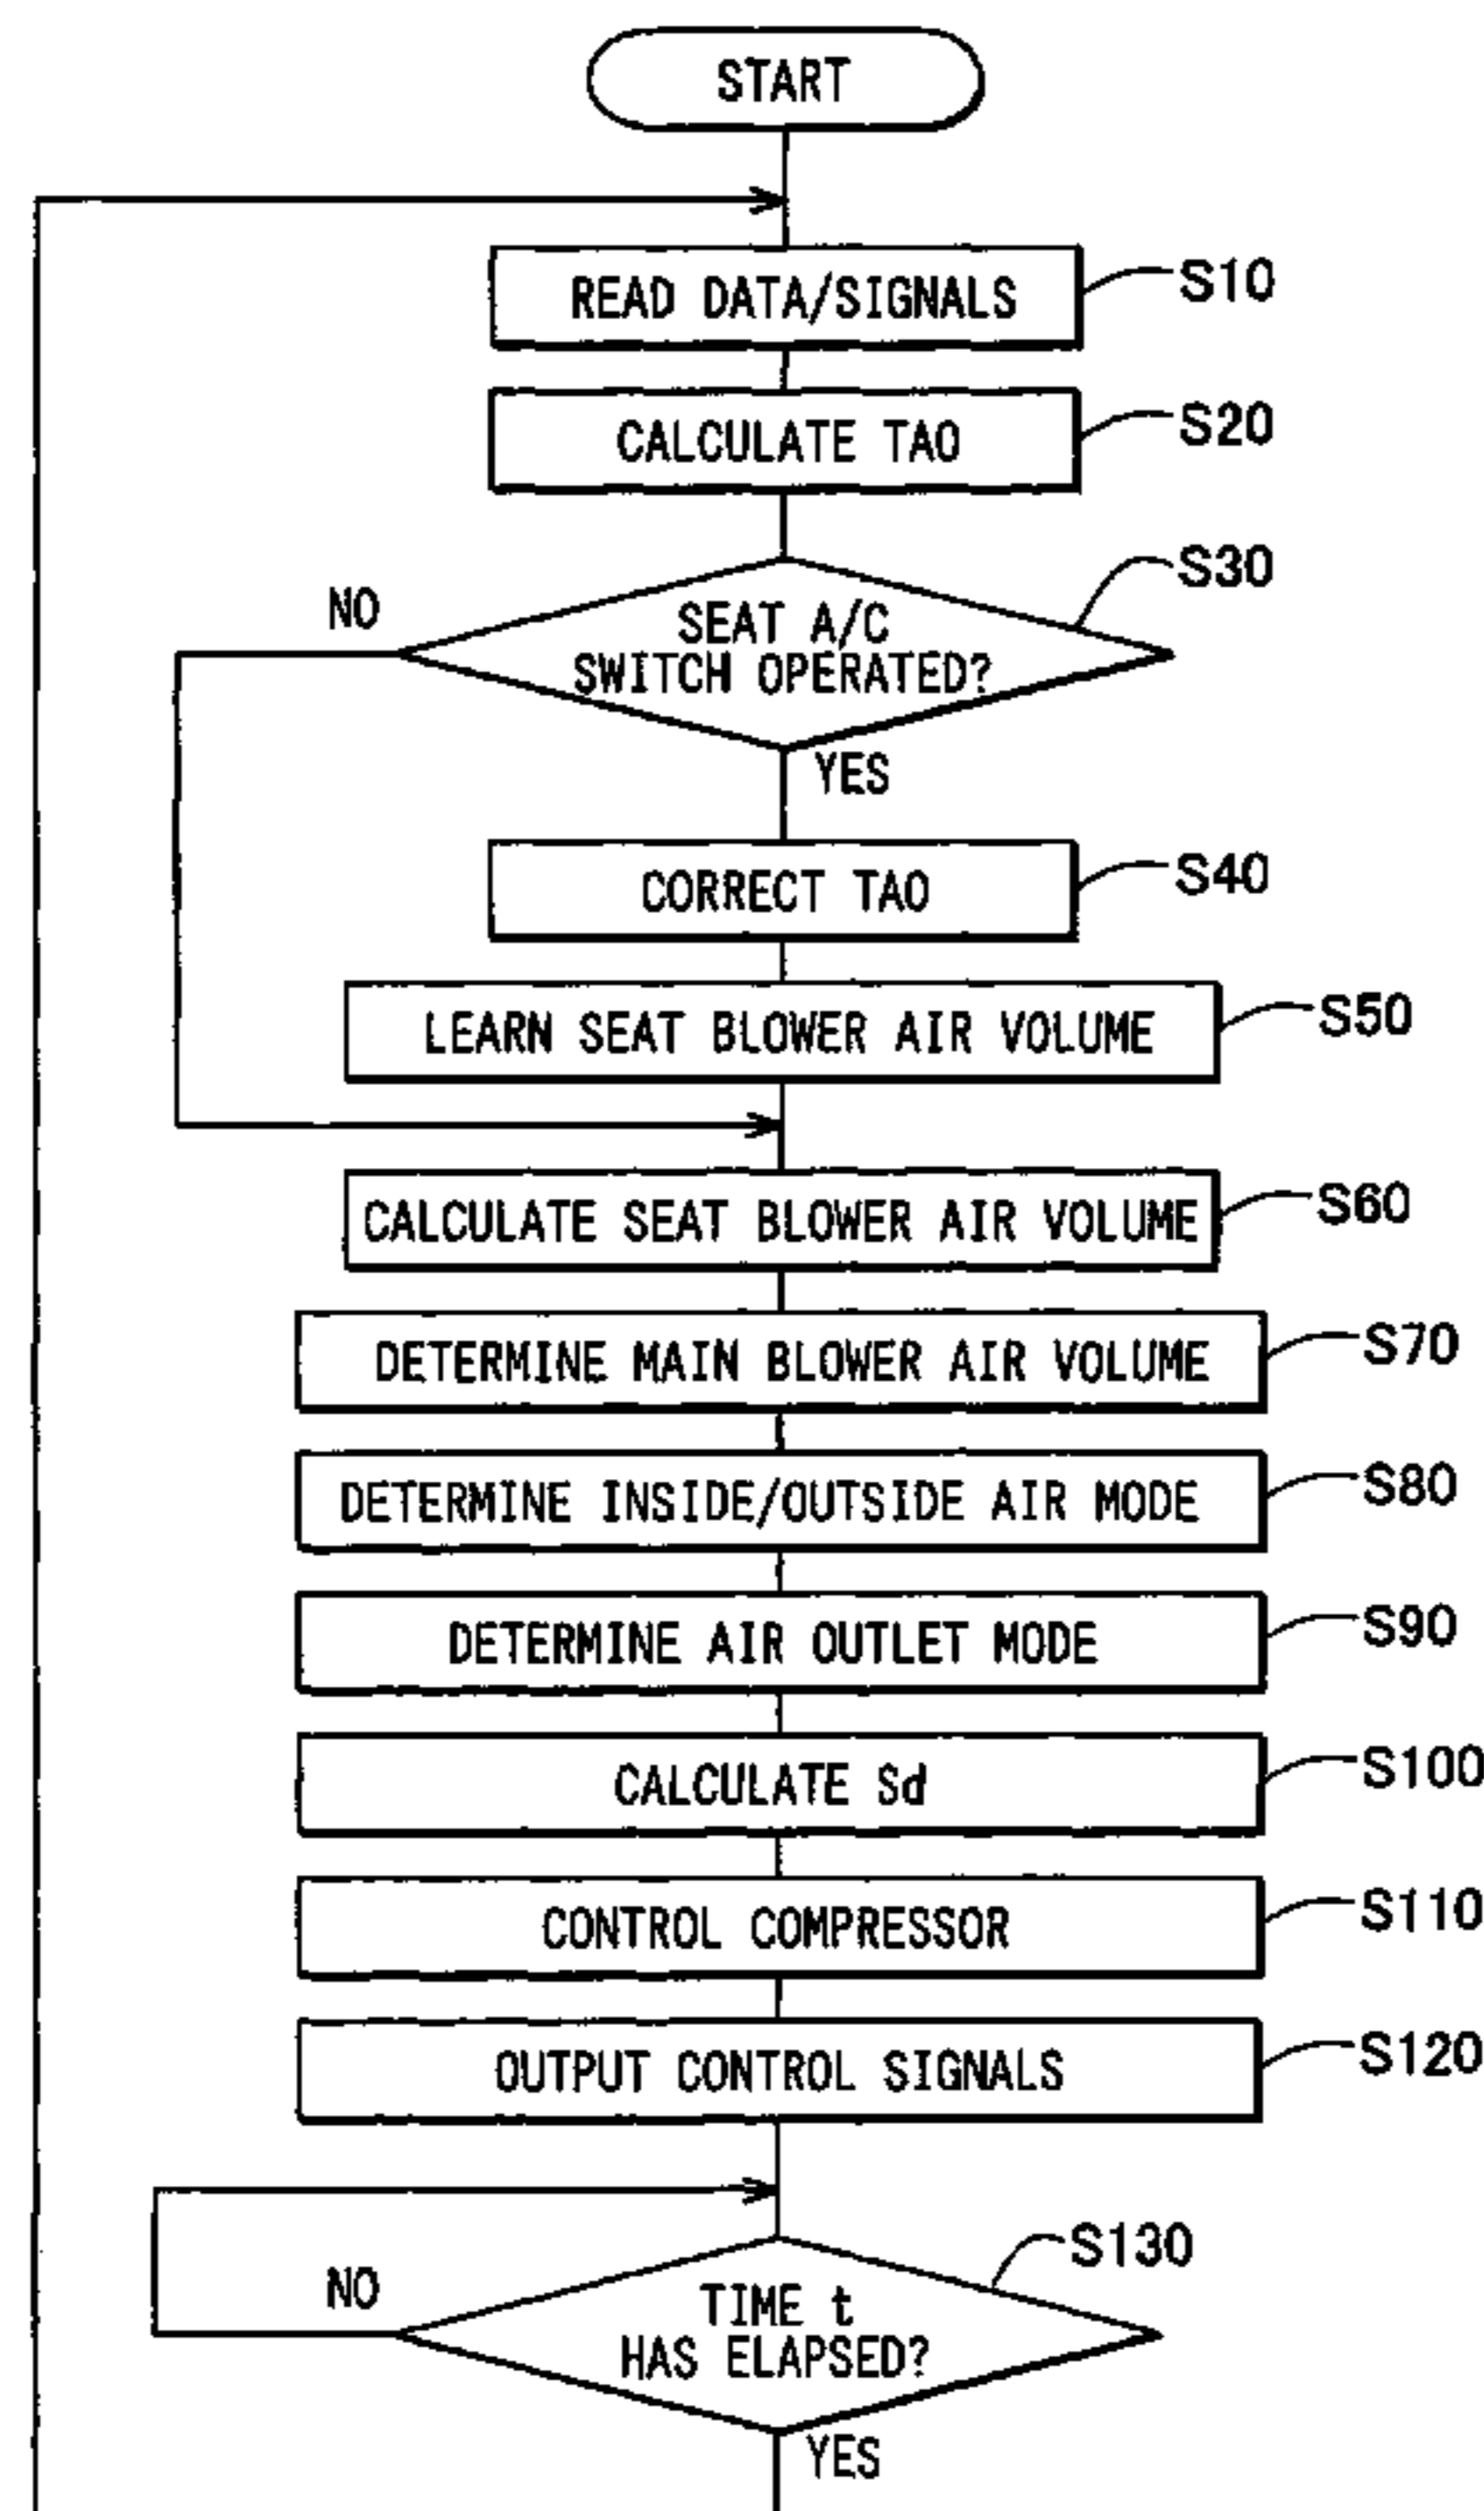 START
READ DATA/SIGNALS
S10
CALCULATE TAO
S20
S30
NO
SEAT A/C
SWITCH OPERATED?
YES
CORRECT TAO
S40
LEARN SEAT BLOWER AIR VOLUME
S50
CALCULATE SEAT BLOWER AIR VOLUME
S60
DETERMINE MAIN BLOWER AIR VOLUME
S70
DETERMINE INSIDE/OUTSIDE AIR MODE
S80
DETERMINE AIR OUTLET MODE
S90
CALCULATE Sd
S100
CONTROL COMPRESSOR
S110
OUTPUT CONTROL SIGNALS
S120
S130
NO
TIME t
HAS ELAPSED?
YES